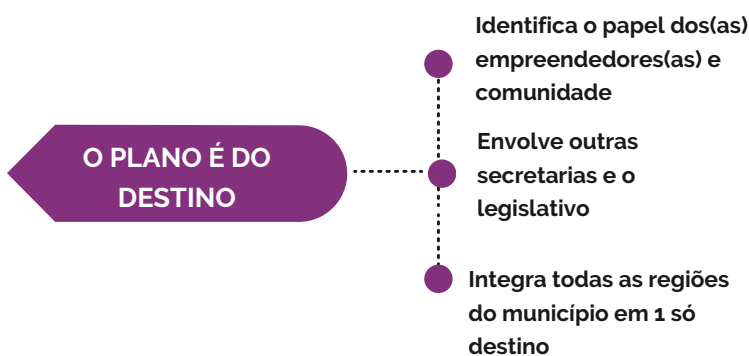 O PLANO É DO
DESTINO
Identifica o papel dos(as)
empreendedores(as) e
comunidade
Envolve outras
secretarias e o
legislativo
Integra todas as regiões
do município em 1 só
destino